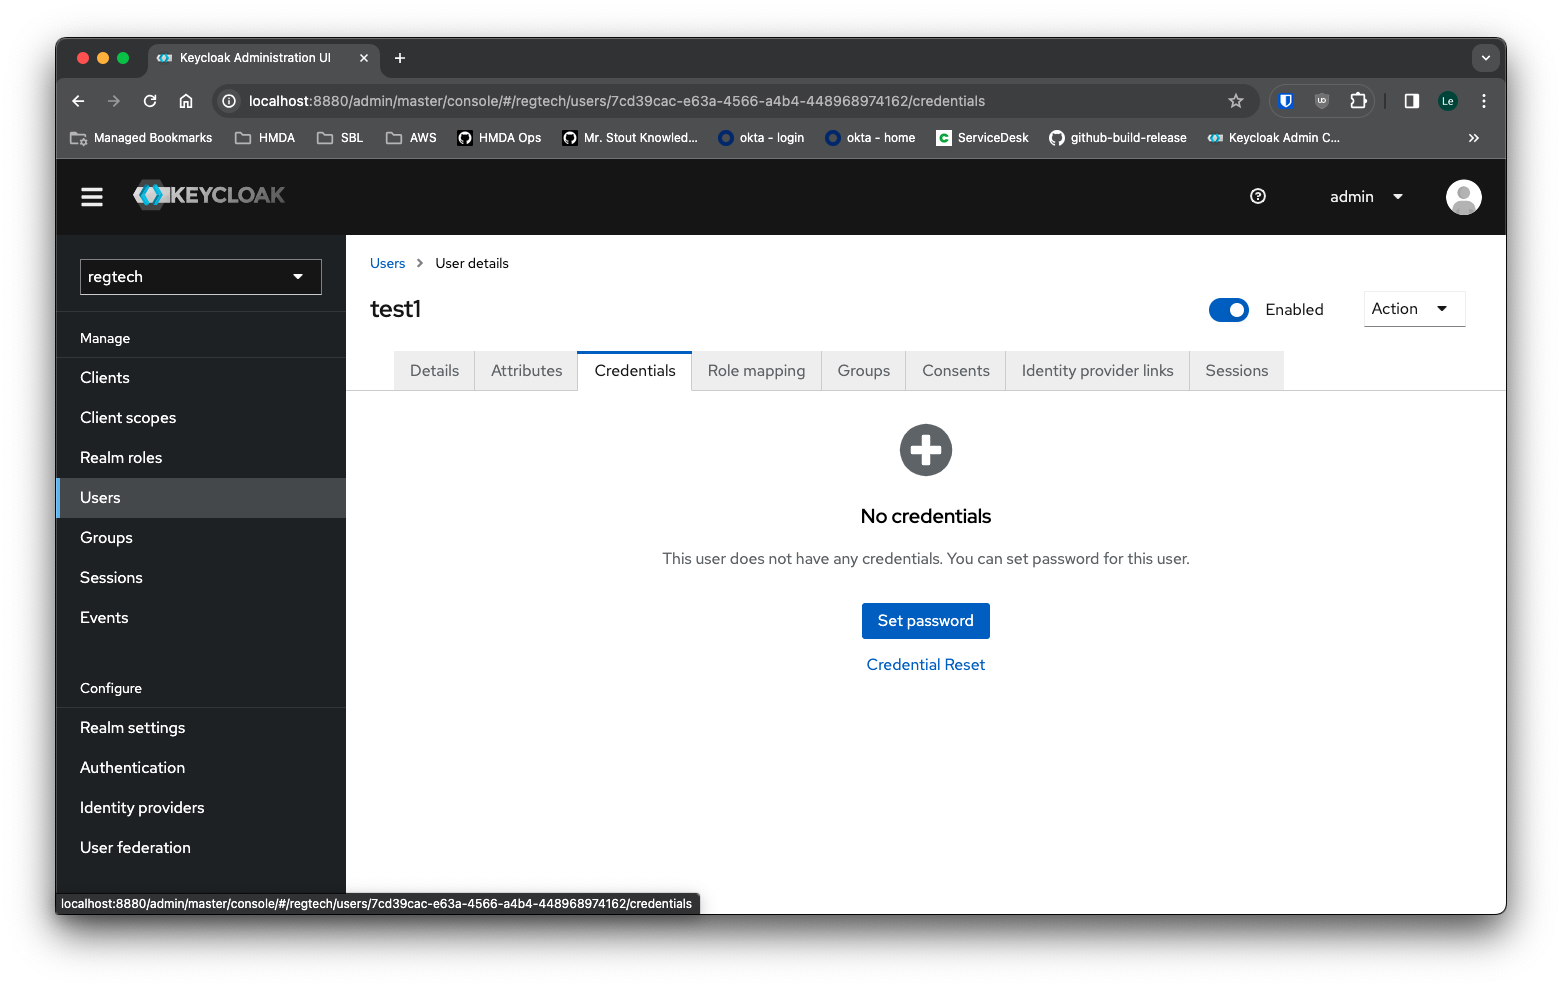 Keycloak Administration UI
localhost:8880/admin/master/console/#/regtech/users/7cd39cac-e63a-4566-a4b4-448968974162/credentials
Le
Managed Bookmarks HMDA SBL AWS HMDA Ops Mr. Stout Knowled... okta - login okta - home ServiceDesk github-build-release Keycloak Admin C...
KEYCLOAK
admin
regtech
Manage
Clients
Client scopes
Realm roles
Users
Groups
Sessions
Events
Configure
Realm settings
Authentication
Identity providers
User federation
Users > User details
test1
Enabled
Action
Details Attributes Credentials Role mapping Groups Consents Identity provider links Sessions
No credentials
This user does not have any credentials. You can set password for this user.
Set password
Credential Reset
localhost:8880/admin/master/console/#/regtech/users/7cd39cac-e63a-4566-a4b4-448968974162/credentials